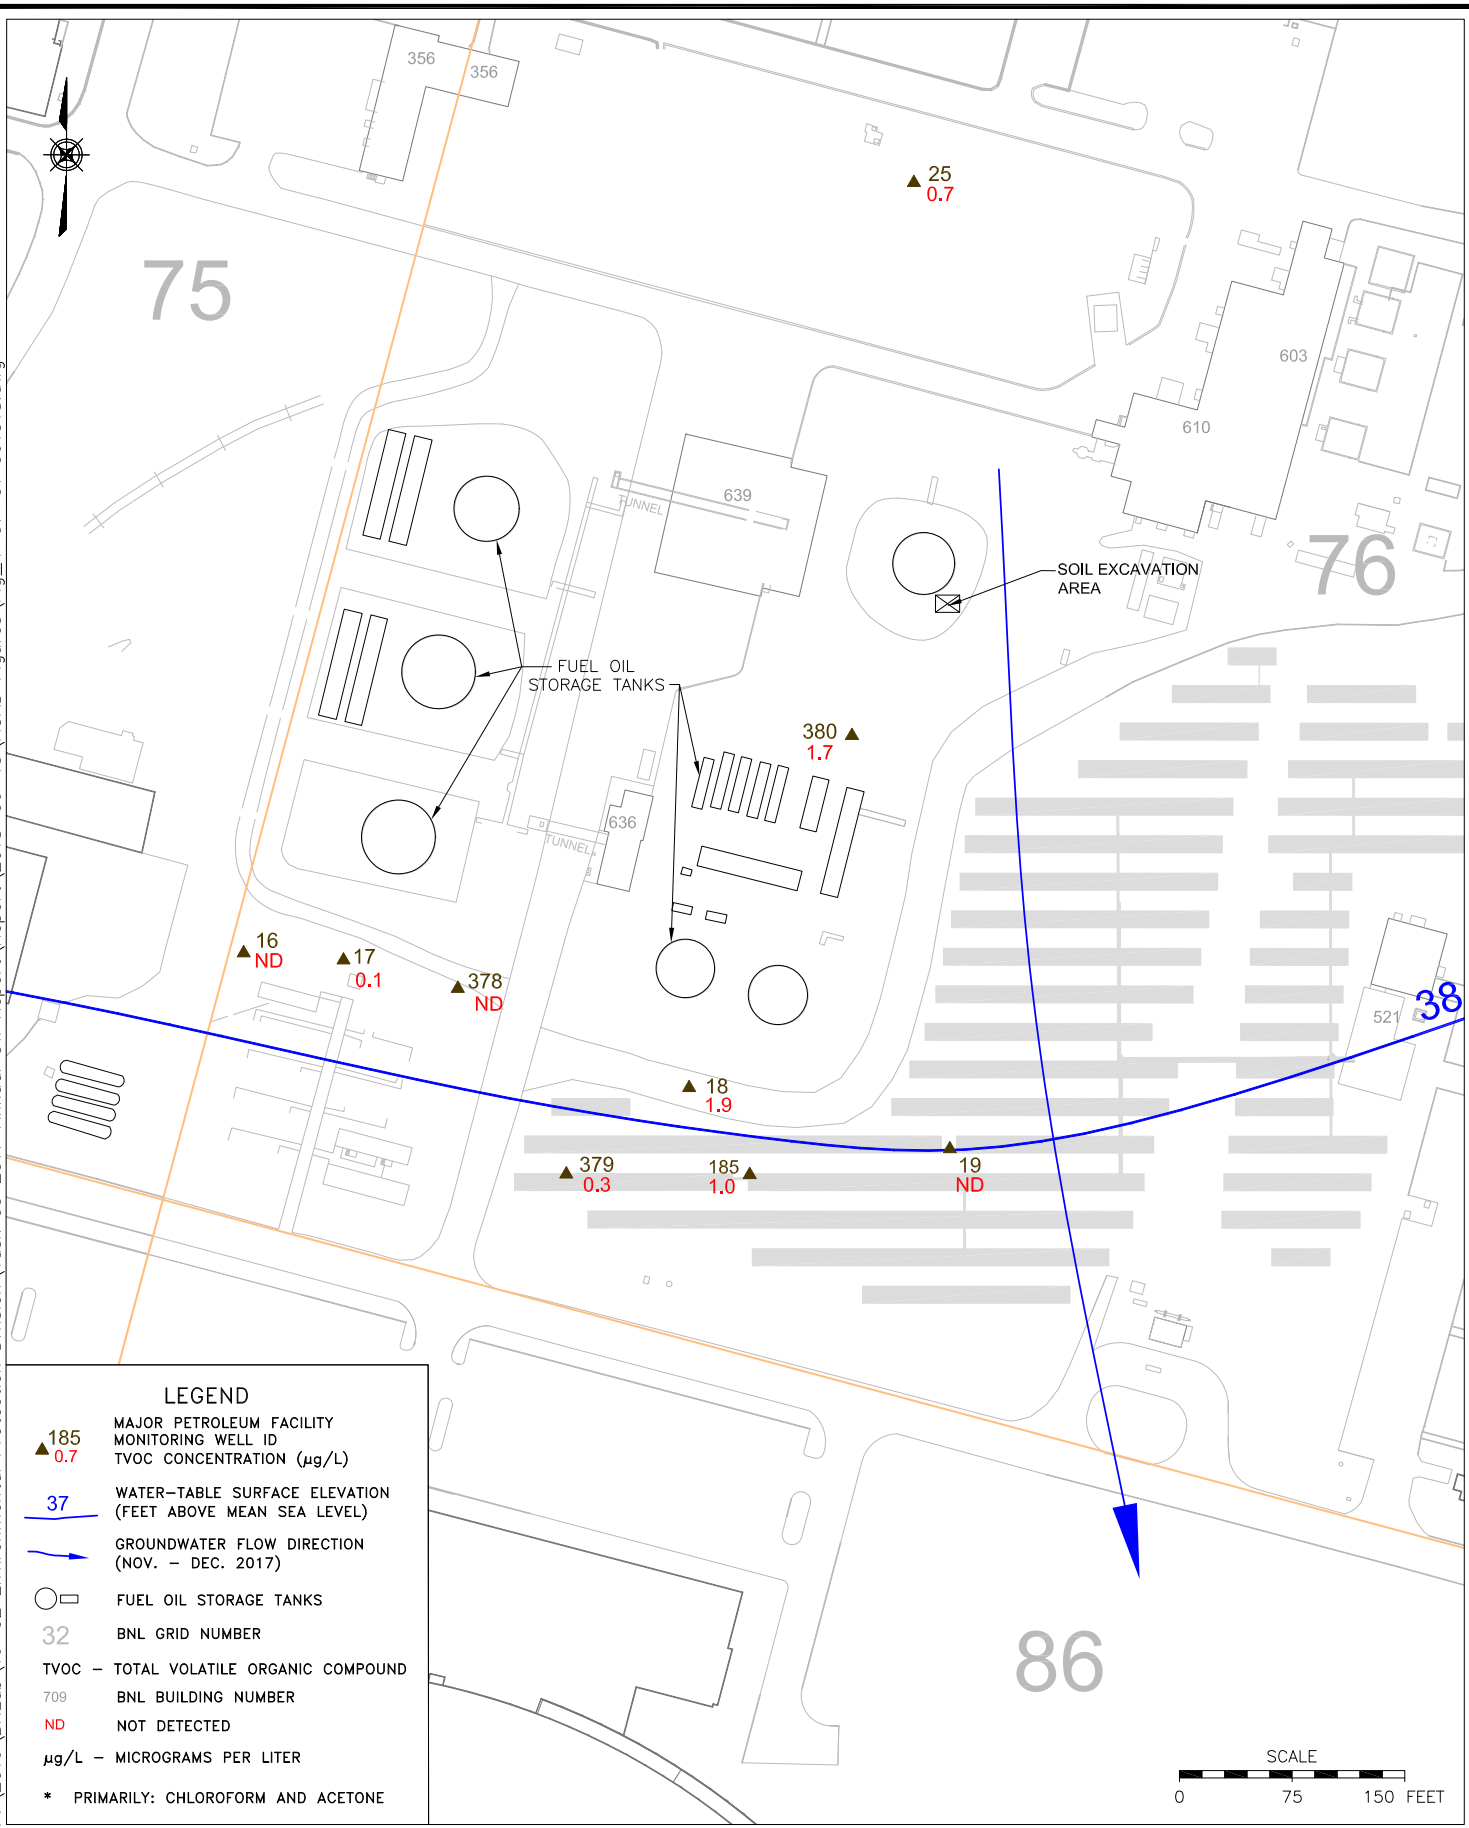 356
356
25
0.7
75
603
610
639
TUNNEL
76
SOIL EXCAVATION
AREA
FUEL OIL
STORAGE TANKS
380
1.7
636
TUNNEL
16
ND
17
0.1
378
ND
38
521
18
1.9
379
0.3
185
1.0
19
ND
LEGEND
185
0.7
MAJOR PETROLEUM FACILITY
MONITORING WELL ID
TVOC CONCENTRATION (µg/L)
37
WATER-TABLE SURFACE ELEVATION
(FEET ABOVE MEAN SEA LEVEL)
GROUNDWATER FLOW DIRECTION
(NOV. - DEC. 2017)
FUEL OIL STORAGE TANKS
32 BNL GRID NUMBER
TVOC - TOTAL VOLATILE ORGANIC COMPOUND
709 BNL BUILDING NUMBER
ND NOT DETECTED
µg/L - MICROGRAMS PER LITER
* PRIMARILY: CHLOROFORM AND ACETONE
86
SCALE
0 75 150 FEET